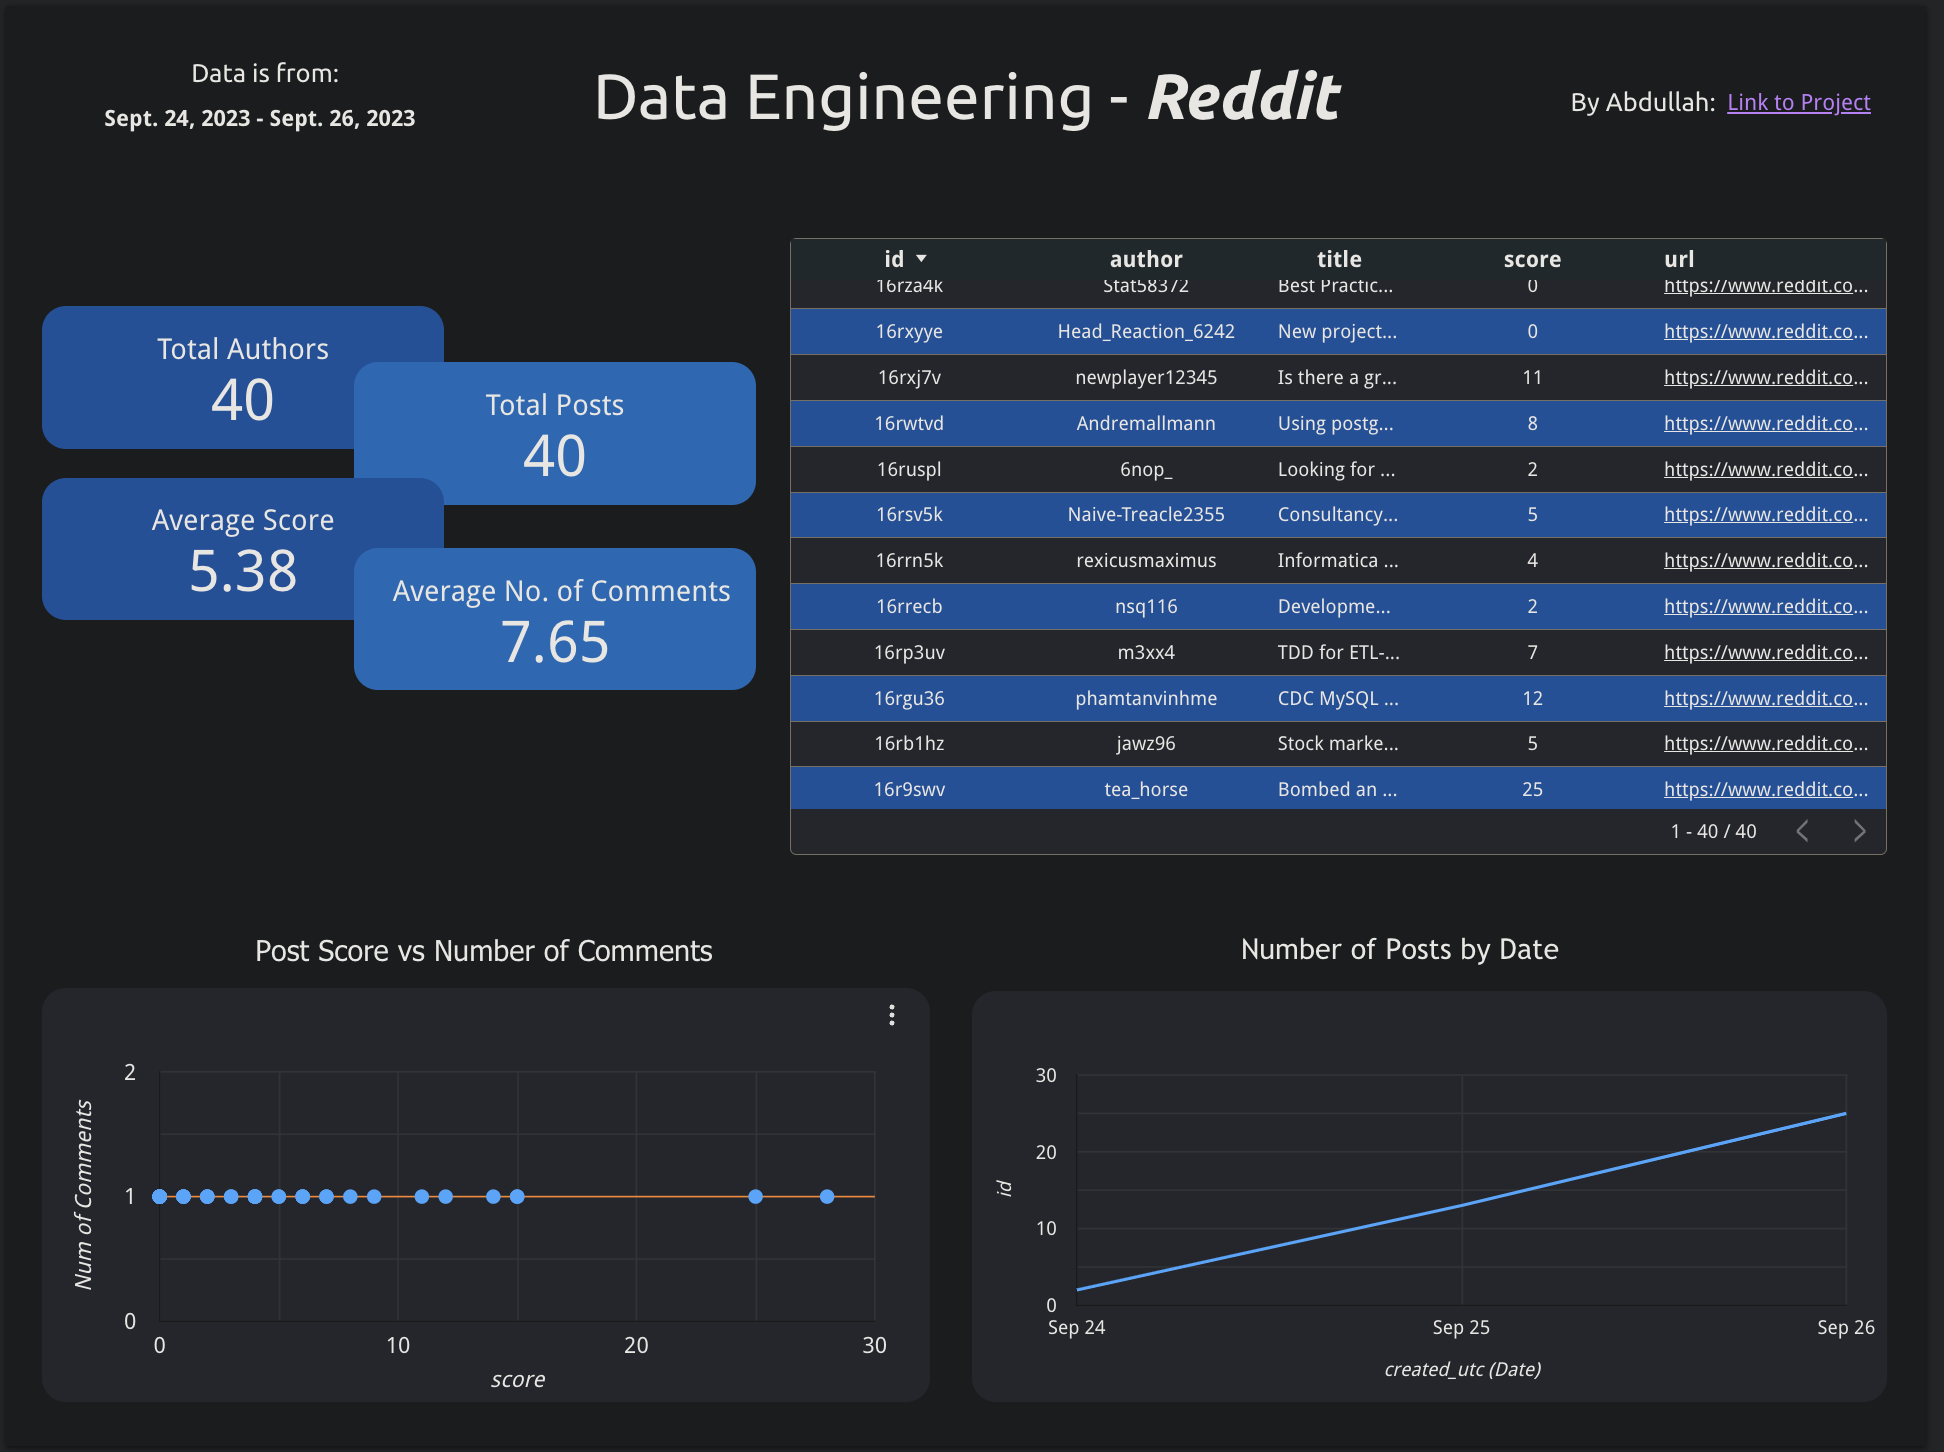 Data is from:
Sept. 24, 2023 - Sept. 26, 2023
Data Engineering - Reddit
By Abdullah: Link to Project
Total Authors
40
Total Posts
40
Average Score
5.38
Average No. of Comments
7.65
id author title score url
16rza4k Stat58372 Best Practic... 0 https://www.reddit.co...
16rxyye Head_Reaction_6242 New project... 0 https://www.reddit.co...
16rxj7v newplayer12345 Is there a gr... 11 https://www.reddit.co...
16rwtvd Andremallmann Using postg... 8 https://www.reddit.co...
16ruspl 6nop_ Looking for ... 2 https://www.reddit.co...
16rsv5k Naive-Treacle2355 Consultancy... 5 https://www.reddit.co...
16rrn5k rexicusmaximus Informatica ... 4 https://www.reddit.co...
16rrecb nsq116 Developme... 2 https://www.reddit.co...
16rp3uv m3xx4 TDD for ETL-... 7 https://www.reddit.co...
16rgu36 phamtanvinhme CDC MySQL ... 12 https://www.reddit.co...
16rb1hz jawz96 Stock marke... 5 https://www.reddit.co...
16r9swv tea_horse Bombed an ... 25 https://www.reddit.co...
1 - 40 / 40
Post Score vs Number of Comments
Num of Comments
2
1
0
0 10 20 30
score
Number of Posts by Date
id
30
20
10
0
Sep 24 Sep 25 Sep 26
created_utc (Date)